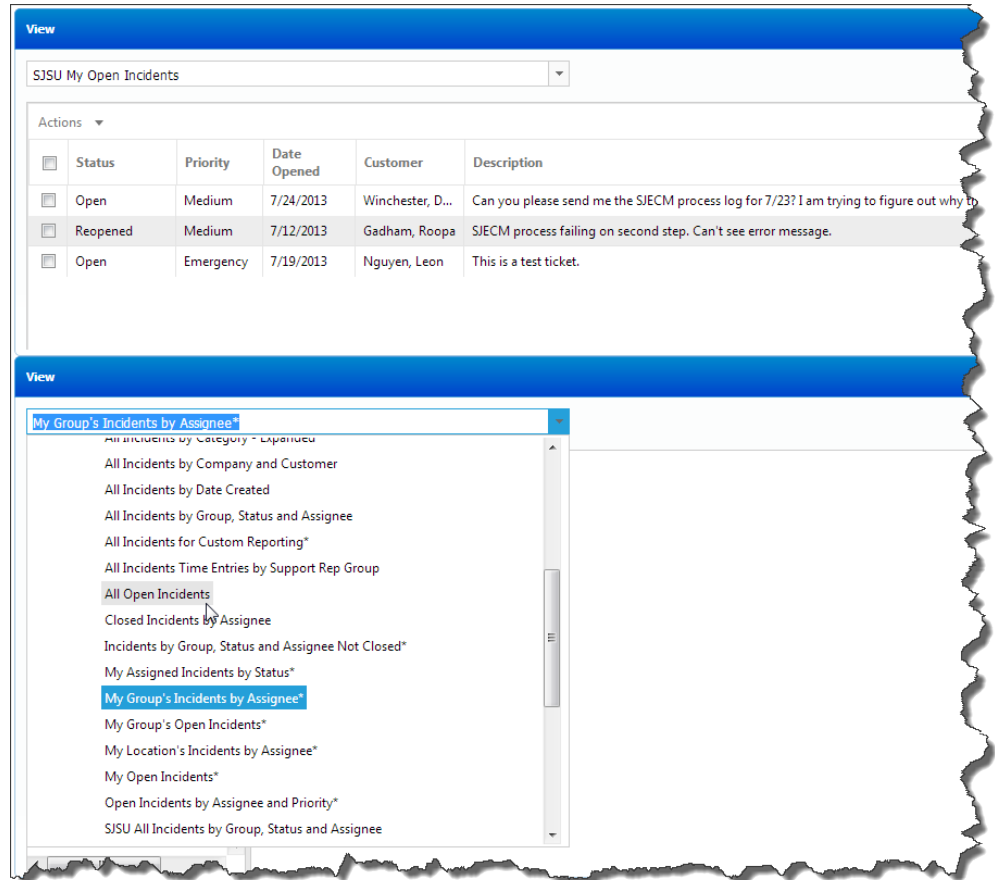 View
SJSU My Open Incidents
Actions
Status Priority Date Opened Customer Description
Open Medium 7/24/2013 Winchester, D... Can you please send me the SJECM process log for 7/23? I am trying to figure out why
Reopened Medium 7/12/2013 Gadham, Roopa SJECM process failing on second step. Can't see error message.
Open Emergency 7/19/2013 Nguyen, Leon This is a test ticket.
View
My Group's Incidents by Assignee*
All Incidents by Category - Expanded
All Incidents by Company and Customer
All Incidents by Date Created
All Incidents by Group, Status and Assignee
All Incidents for Custom Reporting*
All Incidents Time Entries by Support Rep Group
All Open Incidents
Closed Incidents by Assignee
Incidents by Group, Status and Assignee Not Closed*
My Assigned Incidents by Status*
My Group's Incidents by Assignee*
My Group's Open Incidents*
My Location's Incidents by Assignee*
My Open Incidents*
Open Incidents by Assignee and Priority*
SJSU All Incidents by Group, Status and Assignee